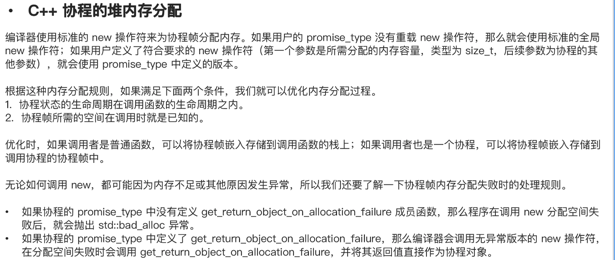 • C++ 协程的堆内存分配
编译器使用标准的 new 操作符来为协程帧分配内存。如果用户的 promise_type 没有重载 new 操作符，那么就会使用标准的全局
new 操作符；如果用户定义了符合要求的 new 操作符（第一个参数是所需分配的内存容量，类型为 size_t，后续参数为协程的其
他参数），就会使用 promise_type 中定义的版本。
根据这种内存分配规则，如果满足下面两个条件，我们就可以优化内存分配过程。
1. 协程状态的生命周期在调用函数的生命周期之内。
2. 协程帧所需的空间在调用时就是已知的。
优化时，如果调用者是普通函数，可以将协程帧嵌入存储到调用函数的栈上；如果调用者也是一个协程，可以将协程帧嵌入存储到
调用协程的协程帧中。
无论如何调用 new，都可能因为内存不足或其他原因发生异常，所以我们还要了解一下协程帧内存分配失败时的处理规则。
• 如果协程的 promise_type 中没有定义 get_return_object_on_allocation_failure 成员函数，那么程序在调用 new 分配空间失
败后，就会抛出 std::bad_alloc 异常。
• 如果协程的 promise_type 中定义了 get_return_object_on_allocation_failure，那么编译器会调用无异常版本的 new 操作符，
在分配空间失败时会调用 get_return_object_on_allocation_failure，并将其返回值直接作为协程对象。